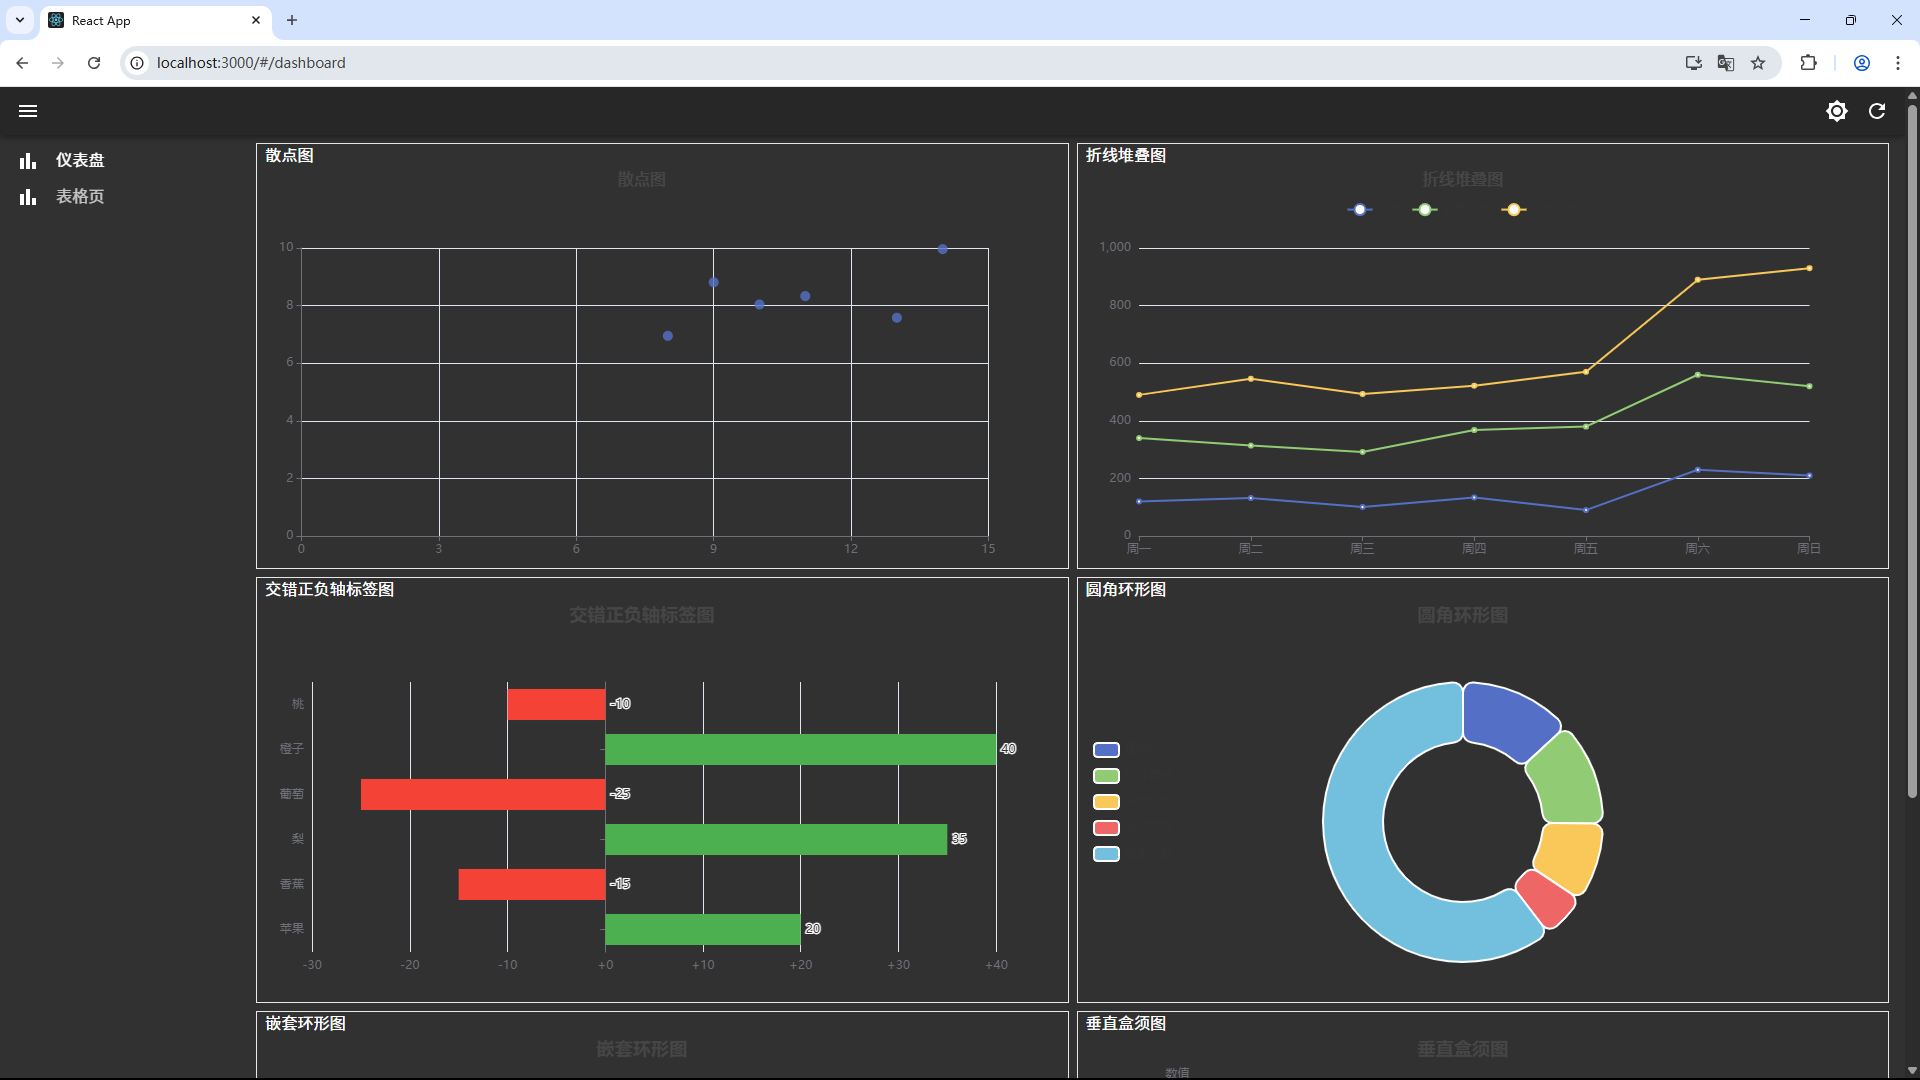 React App
localhost:3000/#/dashboard
仪表盘
表格页
散点图
散点图
10
8
6
4
2
0
0 3 6 9 12 15
折线堆叠图
折线堆叠图
1,000
800
600
400
200
0
周一 周二 周三 周四 周五 周六 周日
交错正负轴标签图
交错正负轴标签图
桃 -10
橙子 40
葡萄 -25
梨 35
香蕉 -15
苹果 20
-30 -20 -10 +0 +10 +20 +30 +40
圆角环形图
圆角环形图
嵌套环形图
嵌套环形图
垂直盒须图
垂直盒须图
数值